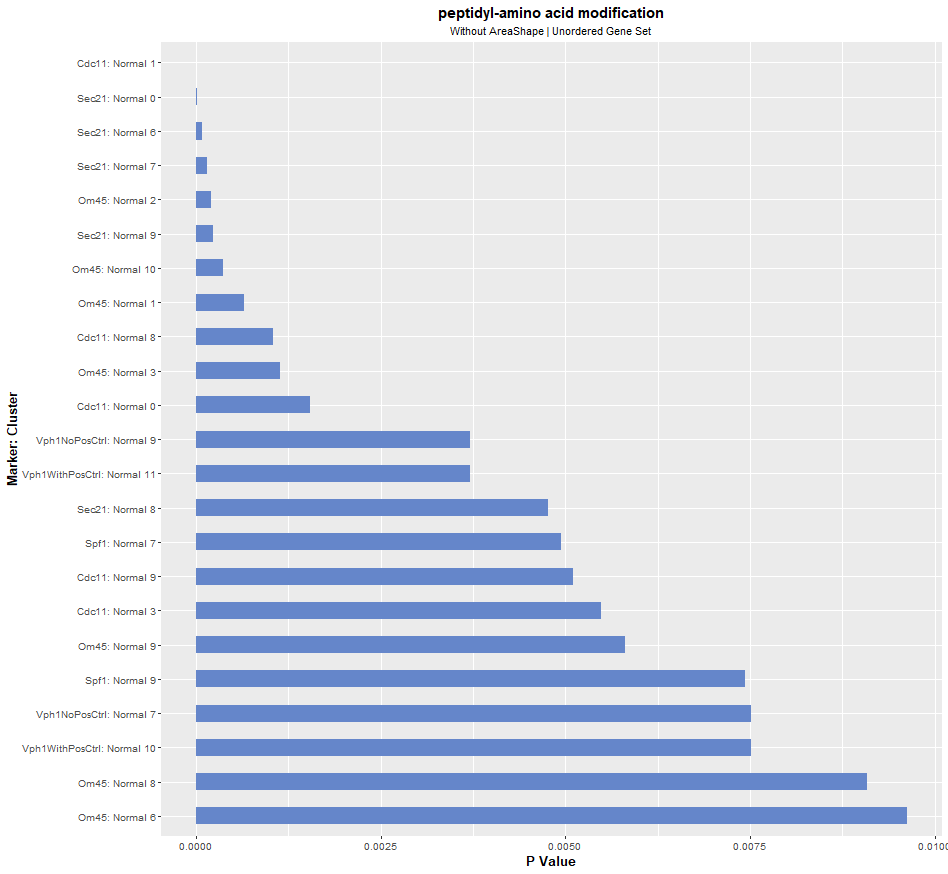 peptidyl-amino acid modification
Without AreaShape | Unordered Gene Set
Marker: Cluster
Cdc11: Normal 1
Sec21: Normal 0
Sec21: Normal 6
Sec21: Normal 7
Om45: Normal 2
Sec21: Normal 9
Om45: Normal 10
Om45: Normal 1
Cdc11: Normal 8
Om45: Normal 3
Cdc11: Normal 0
Vph1NoPosCtrl: Normal 9
Vph1WithPosCtrl: Normal 11
Sec21: Normal 8
Spf1: Normal 7
Cdc11: Normal 9
Cdc11: Normal 3
Om45: Normal 9
Spf1: Normal 9
Vph1NoPosCtrl: Normal 7
Vph1WithPosCtrl: Normal 10
Om45: Normal 8
Om45: Normal 6
0.0000 0.0025 0.0050 0.0075 0.0100
P Value